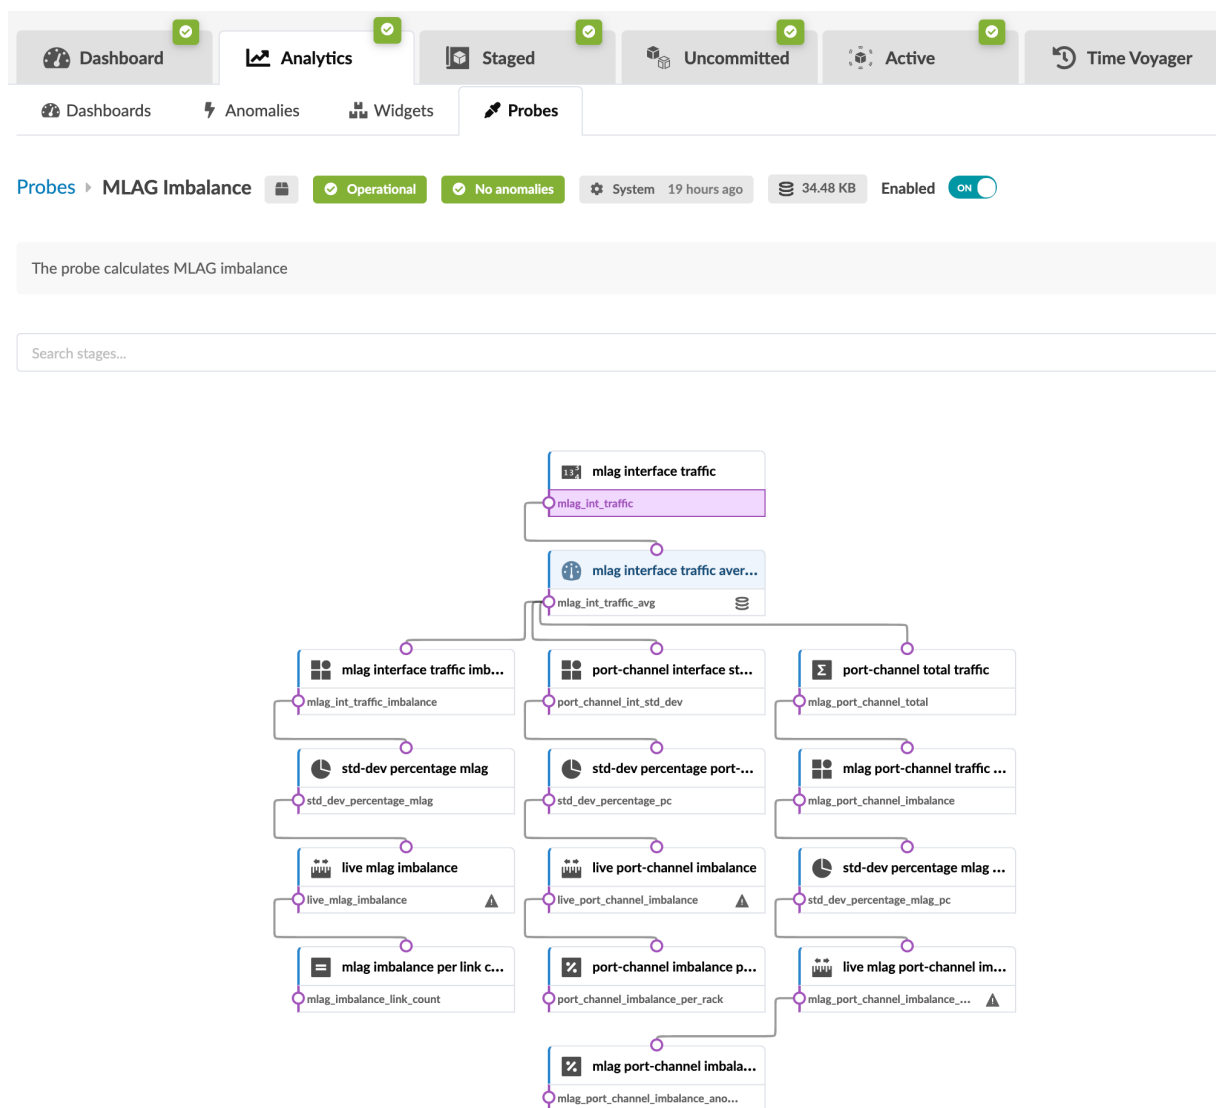 Dashboard Analytics Staged Uncommitted Active Time Voyager
Dashboards Anomalies Widgets Probes
Probes MLAG Imbalance Operational No anomalies System 19 hours ago 34.48 KB Enabled ON
The probe calculates MLAG imbalance
Search stages...
mlag interface traffic
mlag_int_traffic
mlag interface traffic aver...
mlag_int_traffic_avg
mlag interface traffic imb... port-channel interface st... port-channel total traffic
mlag_int_traffic_imbalance port_channel_int_std_dev mlag_port_channel_total
std-dev percentage mlag std-dev percentage port-... mlag port-channel traffic ...
std_dev_percentage_mlag std_dev_percentage_pc mlag_port_channel_imbalance
live mlag imbalance live port-channel imbalance std-dev percentage mlag ...
live_mlag_imbalance live_port_channel_imbalance std_dev_percentage_mlag_pc
mlag imbalance per link c... port-channel imbalance p... live mlag port-channel im...
mlag_imbalance_link_count port_channel_imbalance_per_rack mlag_port_channel_imbalance_...
mlag port-channel imbala...
mlag_port_channel_imbalance_ano...